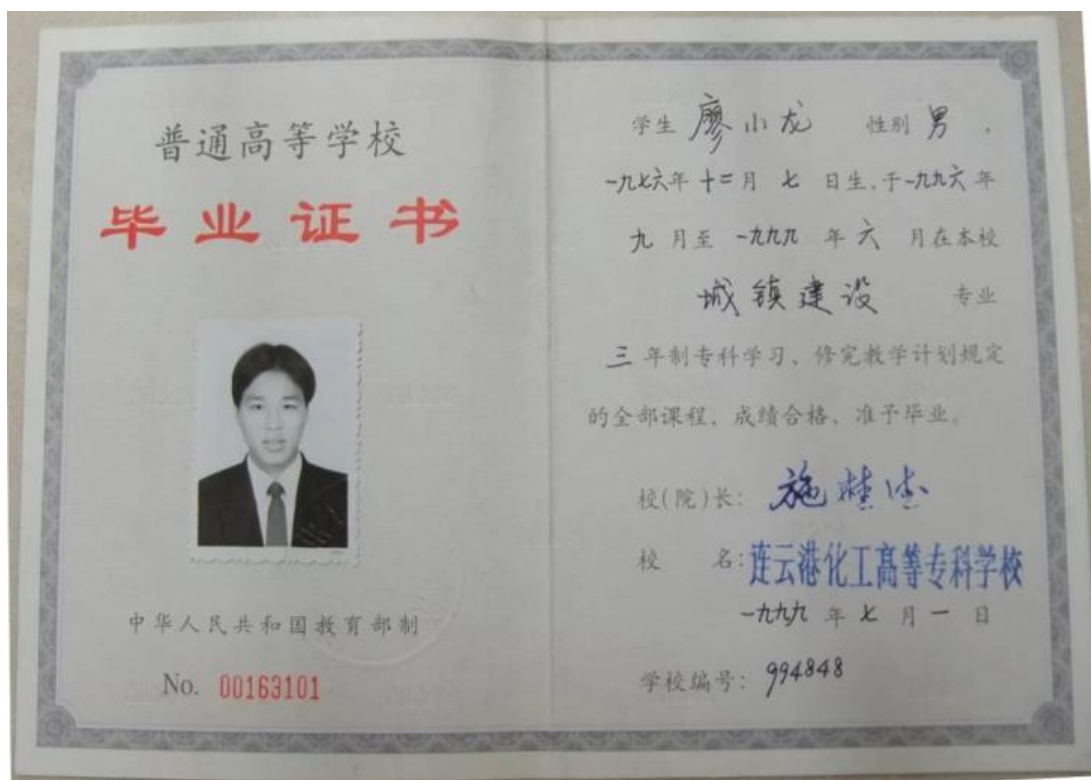 普通高等学校
毕业证书
中华人民共和国教育部制
No. 00163101
学生 廖小龙 性别 男 .
一九七六年 十二月 七 日生,于一九九六 年
九 月至 一九九九 年 六 月在本校
城镇建设 专业
三 年制专科学习、修完教学计划规定
的全部课程、成绩合格、准予毕业。
校(院)长: 施
校 名: 连云港化工高等专科学校
一九九九 年 七 月 一 日
学校编号: 994848